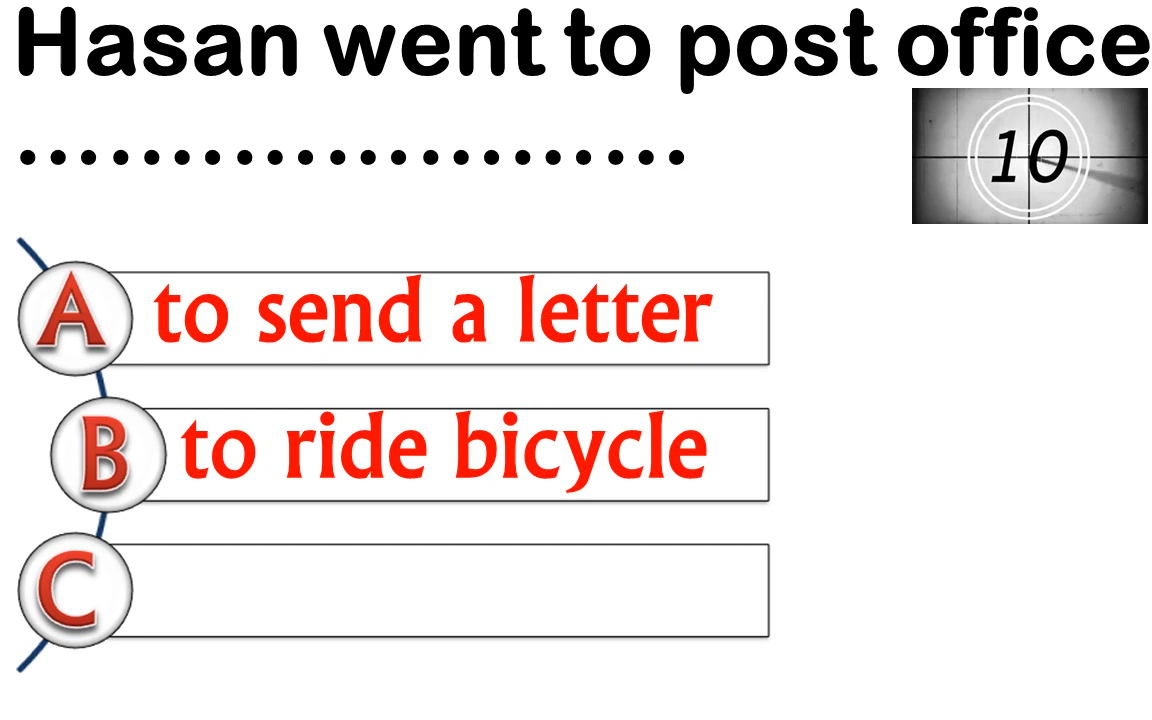 Hasan went to post office
.......................
10
A to send a letter
B to ride bicycle
C